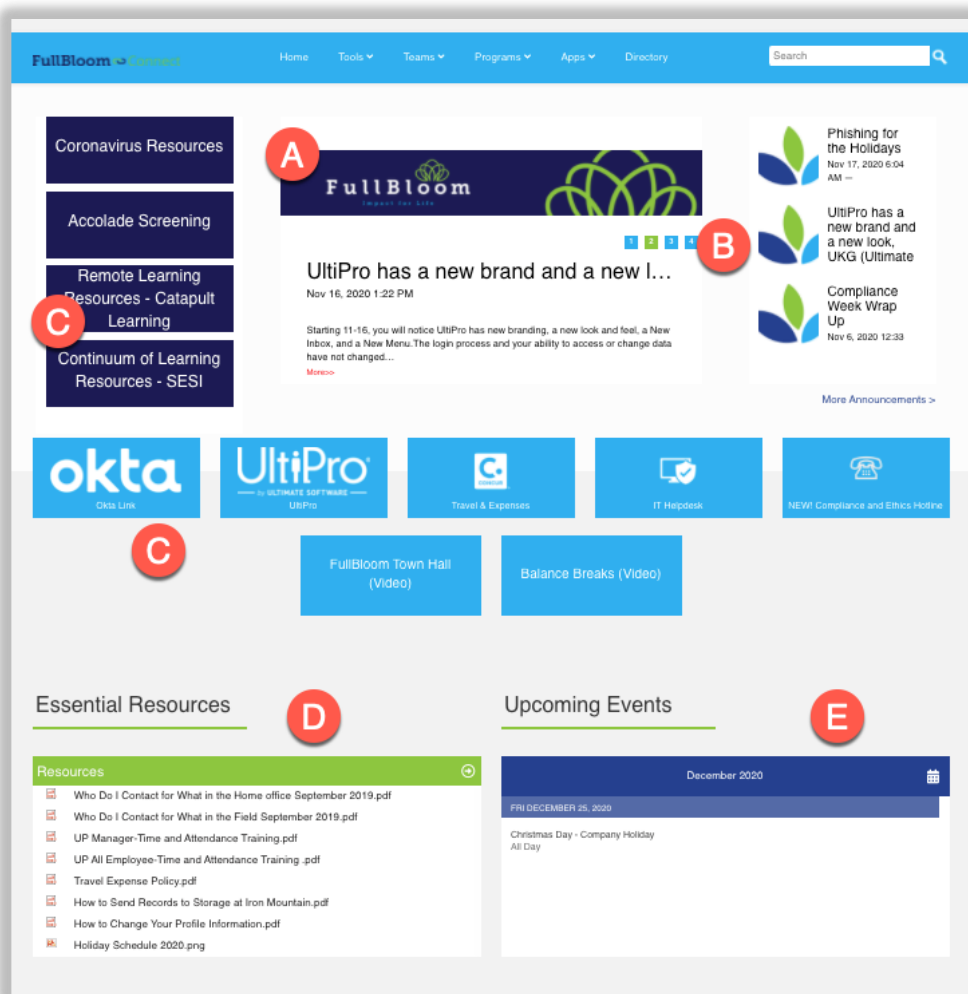 FullBloom Connect
Home Tools Teams Programs Apps Directory
Search
Coronavirus Resources
Accolade Screening
Remote Learning
Resources - Catapult
Learning
Continuum of Learning
Resources - SESI
C
A
FullBloom
Impact for Life
1 2 3 4
UltiPro has a new brand and a new l...
Nov 16, 2020 1:22 PM
Starting 11-16, you will notice UltiPro has new branding, a new look and feel, a New
Inbox, and a New Menu.The login process and your ability to access or change data
have not changed...
More>>
B
Phishing for
the Holidays
Nov 17, 2020 6:04
AM —
UltiPro has a
new brand and
a new look,
UKG (Ultimate
Compliance
Week Wrap
Up
Nov 6, 2020 12:33
More Announcements >
okta
Okta Link
UltiPro
by ULTIMATE SOFTWARE
UltiPro
C.
CONCUR
Travel & Expenses
IT Helpdesk
NEW! Compliance and Ethics Hotline
C
FullBloom Town Hall
(Video)
Balance Breaks (Video)
Essential Resources
D
Resources
Who Do I Contact for What in the Home office September 2019.pdf
Who Do I Contact for What in the Field September 2019.pdf
UP Manager-Time and Attendance Training.pdf
UP All Employee-Time and Attendance Training .pdf
Travel Expense Policy.pdf
How to Send Records to Storage at Iron Mountain.pdf
How to Change Your Profile Information.pdf
Holiday Schedule 2020.png
Upcoming Events
E
December 2020
FRI DECEMBER 25, 2020
Christmas Day - Company Holiday
All Day